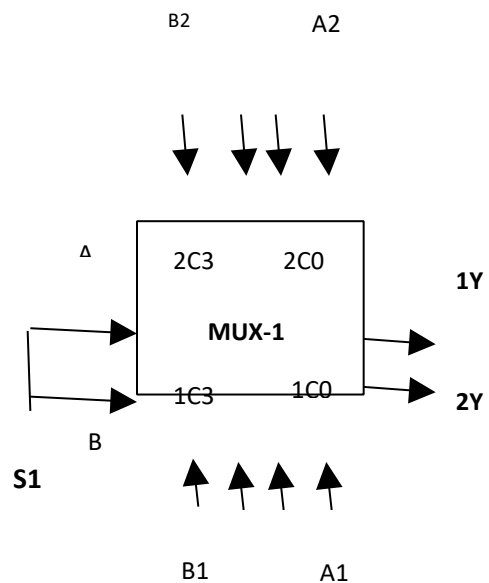 B2 A2
Δ
2C3 2C0
1Y
MUX-1
1C3 1C0
2Y
B
S1
B1 A1